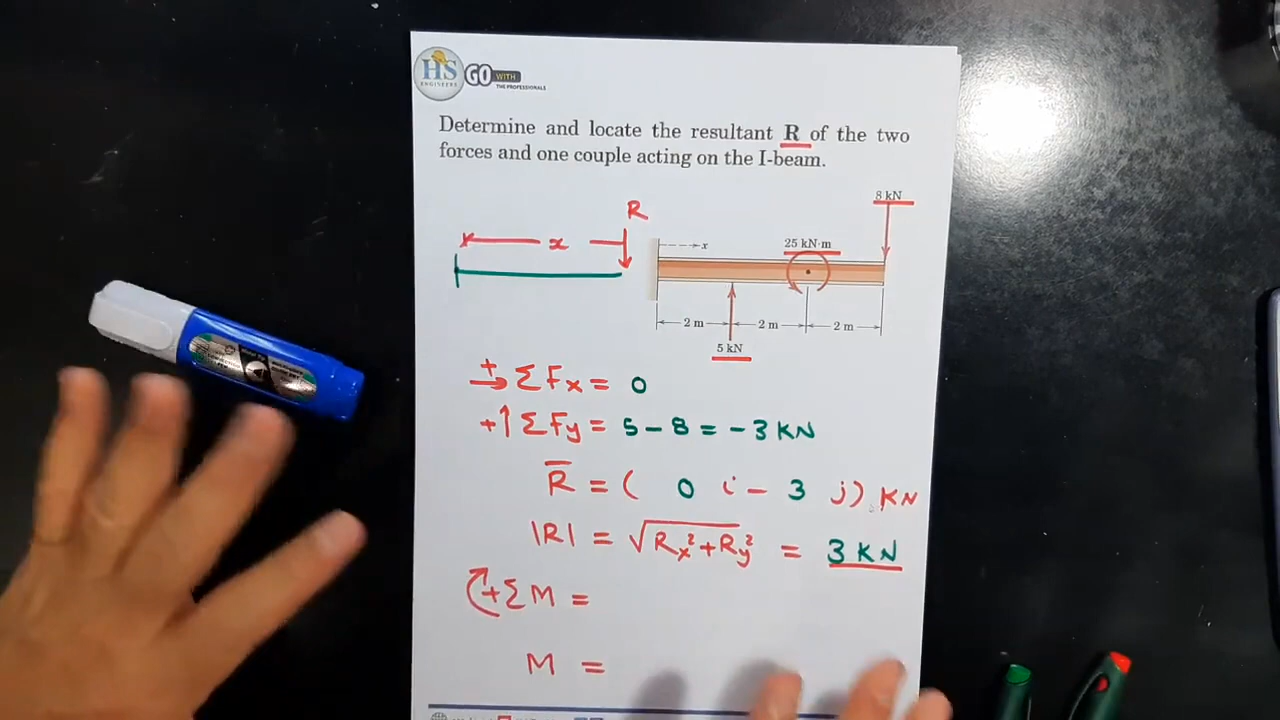 HS
ENGINEERS
GO WITH
THE PROFESSIONALS
Determine and locate the resultant R of the two
forces and one couple acting on the I-beam.
R
x
8 kN
25 kN·m
x
2 m
2 m
2 m
5 kN
+→ ΣFx = 0
+↑ ΣFy = 5 - 8 = -3 KN
R̅ = ( 0 i - 3 j) KN
|R| = √Rx²+Ry² = 3 KN
↻+ ΣM =
M =